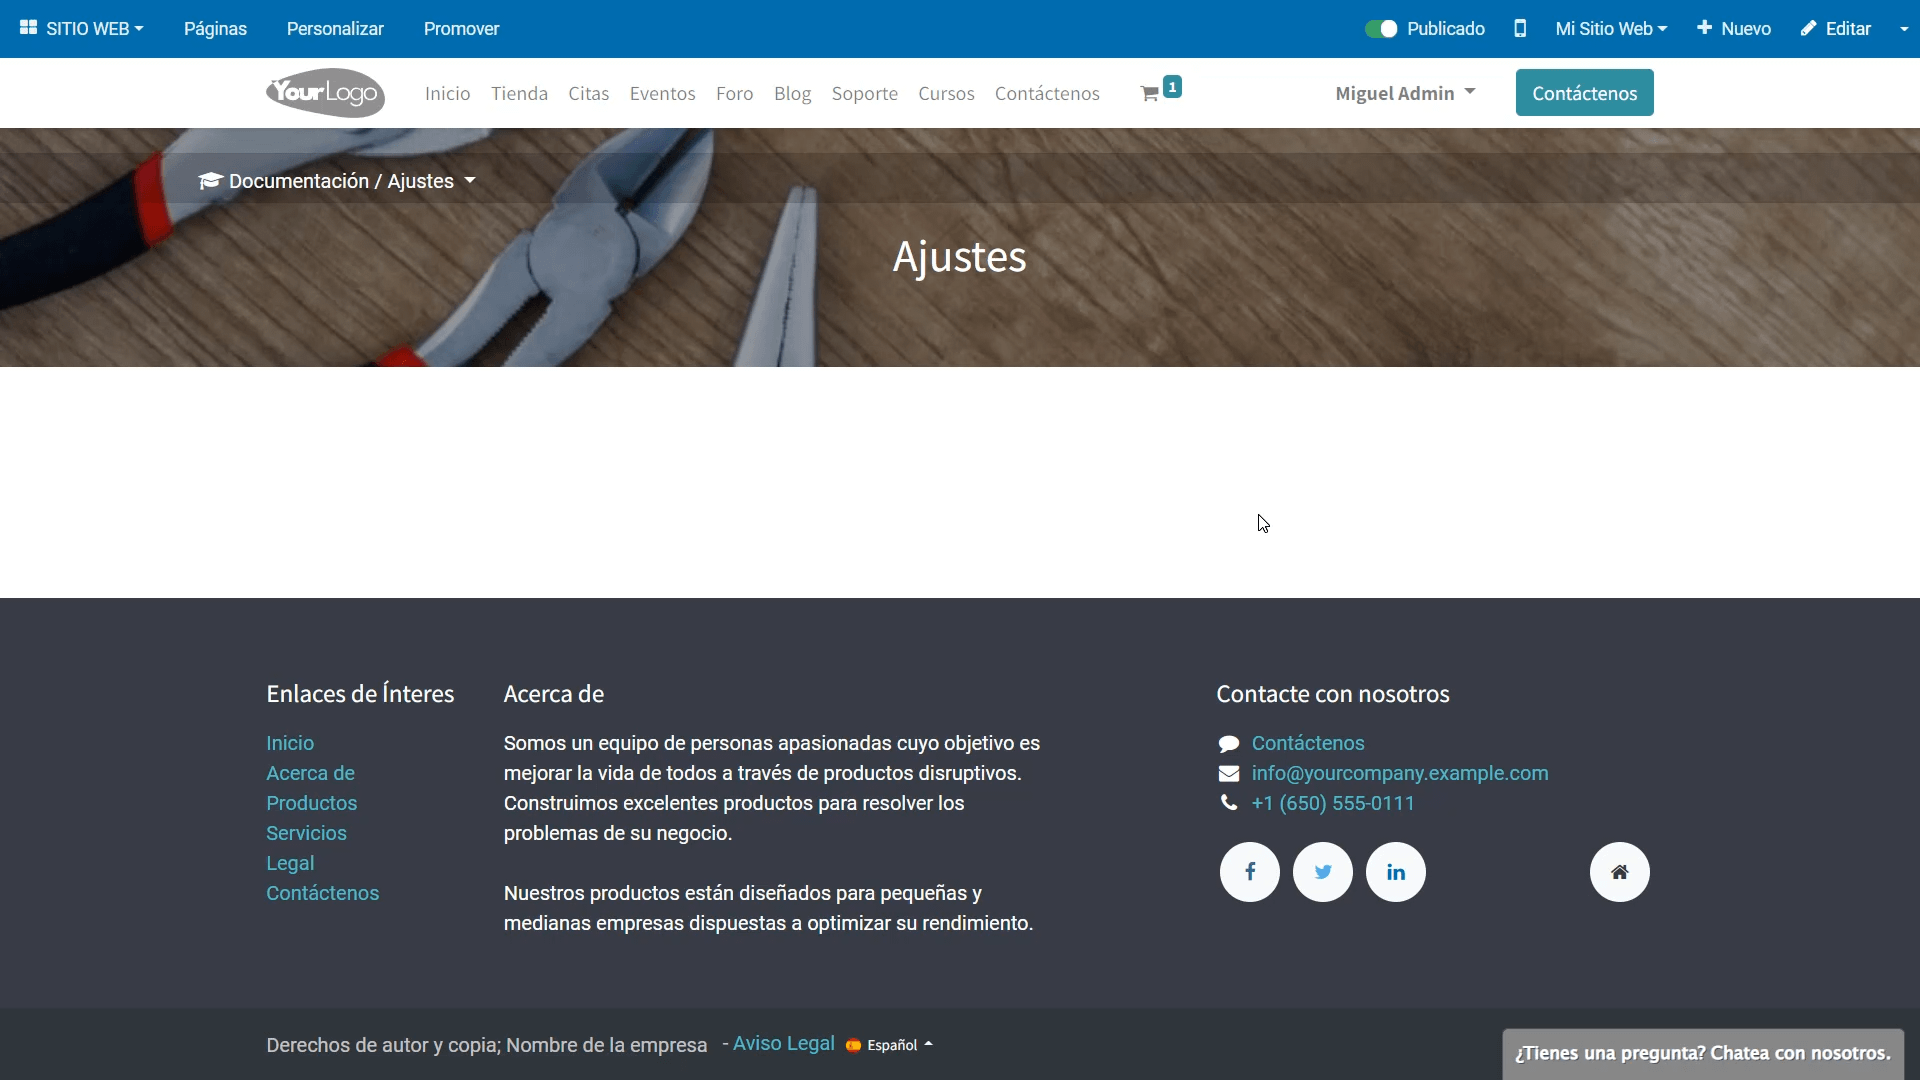 SITIO WEB Páginas Personalizar Promover Publicado Mi Sitio Web Nuevo Editar
YourLogo Inicio Tienda Citas Eventos Foro Blog Soporte Cursos Contáctenos 1 Miguel Admin Contáctenos
Documentación / Ajustes
Ajustes
Enlaces de Ínteres
Inicio
Acerca de
Productos
Servicios
Legal
Contáctenos
Acerca de
Somos un equipo de personas apasionadas cuyo objetivo es
mejorar la vida de todos a través de productos disruptivos.
Construimos excelentes productos para resolver los
problemas de su negocio.
Nuestros productos están diseñados para pequeñas y
medianas empresas dispuestas a optimizar su rendimiento.
Contacte con nosotros
Contáctenos
info@yourcompany.example.com
+1 (650) 555-0111
Derechos de autor y copia; Nombre de la empresa - Aviso Legal Español
¿Tienes una pregunta? Chatea con nosotros.